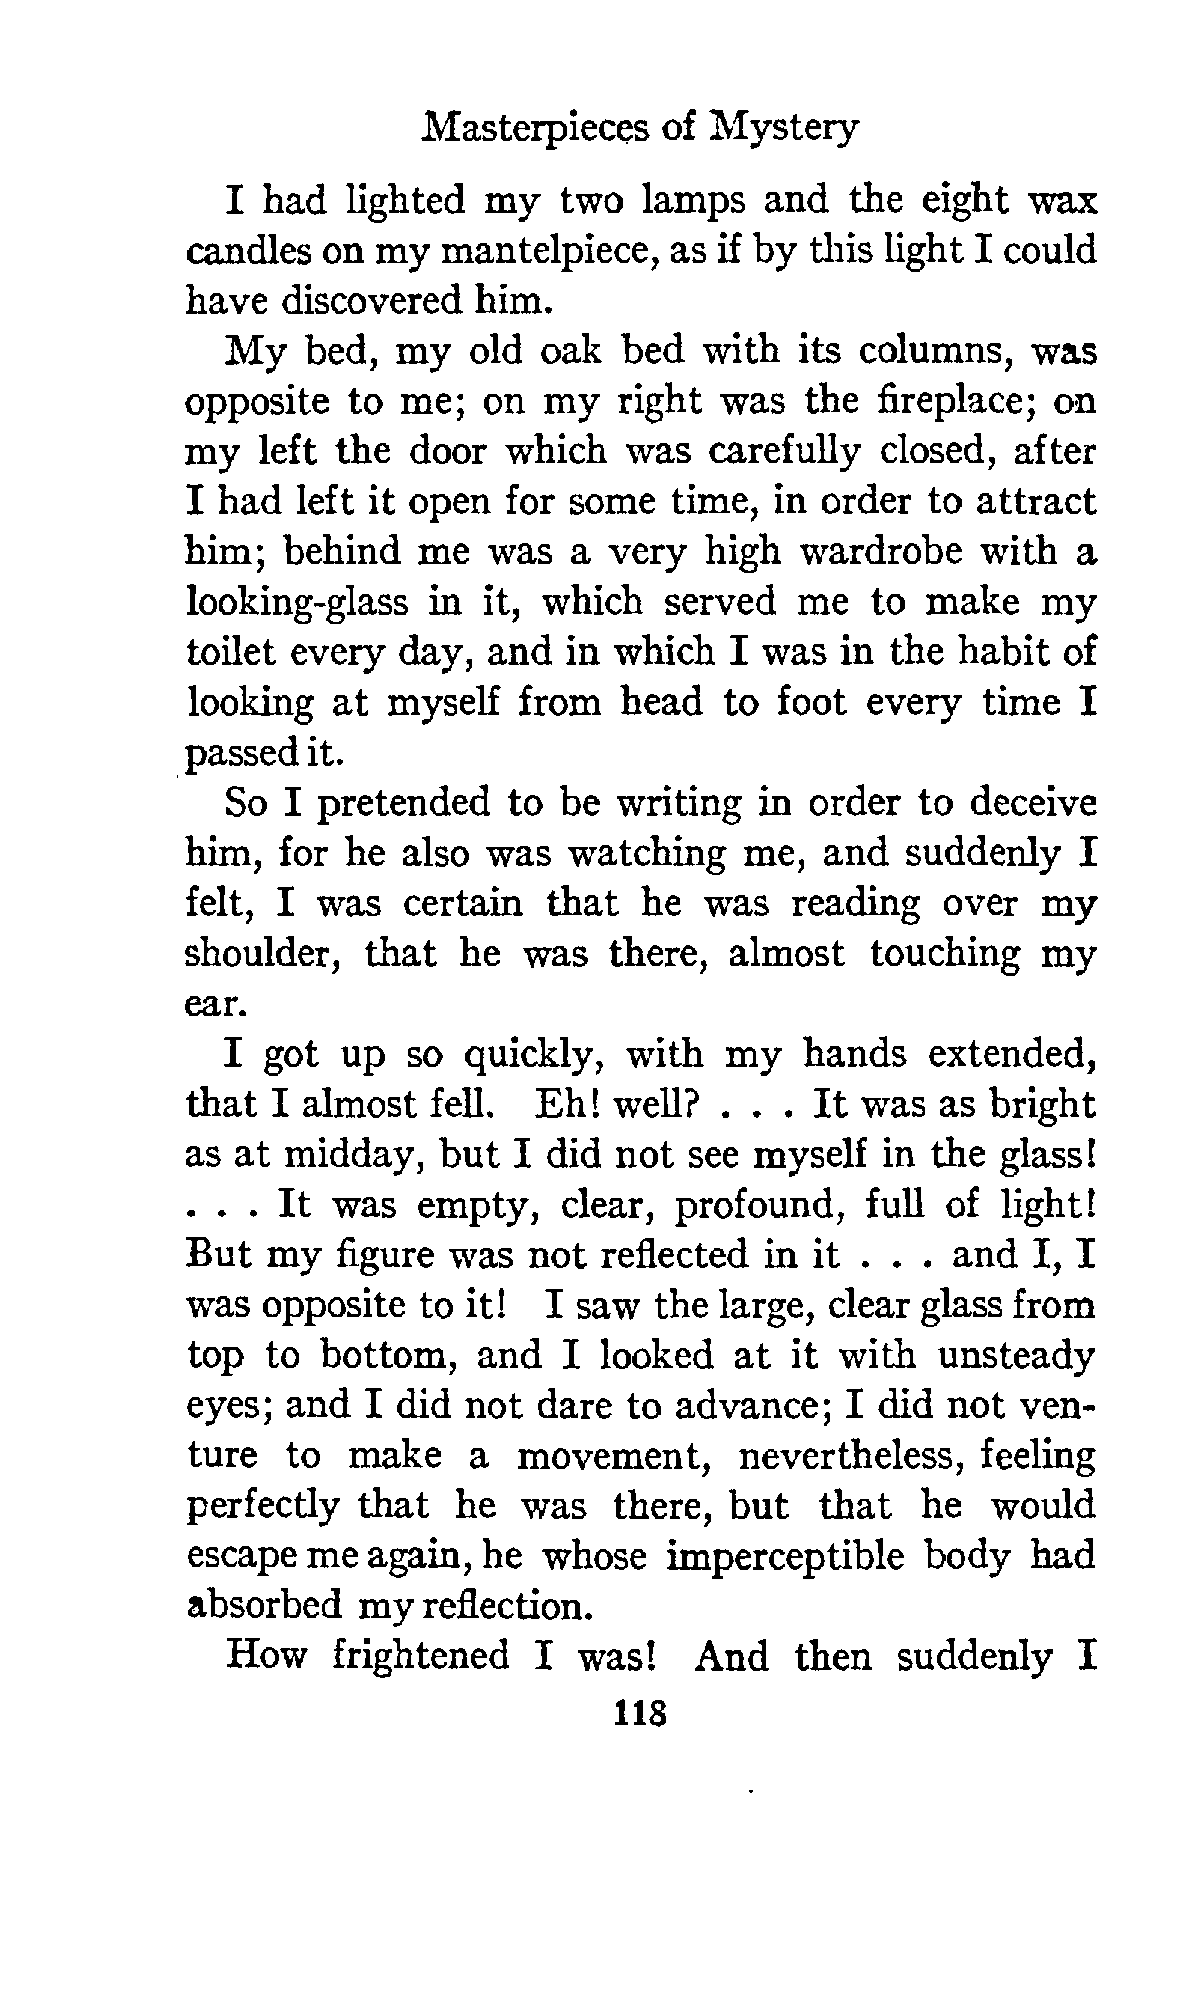 Masterpieces of Mystery
I had lighted my two lamps and the eight wax
candles on my mantelpiece, as if by this light I could
have discovered him.
My bed, my old oak bed with its columns, was
opposite to me; on my right was the fireplace; on
my left the door which was carefully closed, after
I had left it open for some time, in order to attract
him; behind me was a very high wardrobe with a
looking-glass in it, which served me to make my
toilet every day, and in which I was in the habit of
looking at myself from head to foot every time I
passed it.
So I pretended to be writing in order to deceive
him, for he also was watching me, and suddenly I
felt, I was certain that he was reading over my
shoulder, that he was there, almost touching my
ear.
I got up so quickly, with my hands extended,
that I almost fell. Eh! well? . . . It was as bright
as at midday, but I did not see myself in the glass!
. . . It was empty, clear, profound, full of light!
But my figure was not reflected in it . . . and I, I
was opposite to it! I saw the large, clear glass from
top to bottom, and I looked at it with unsteady
eyes; and I did not dare to advance; I did not ven-
ture to make a movement, nevertheless, feeling
perfectly that he was there, but that he would
escape me again, he whose imperceptible body had
absorbed my reflection.
How frightened I was! And then suddenly I
118